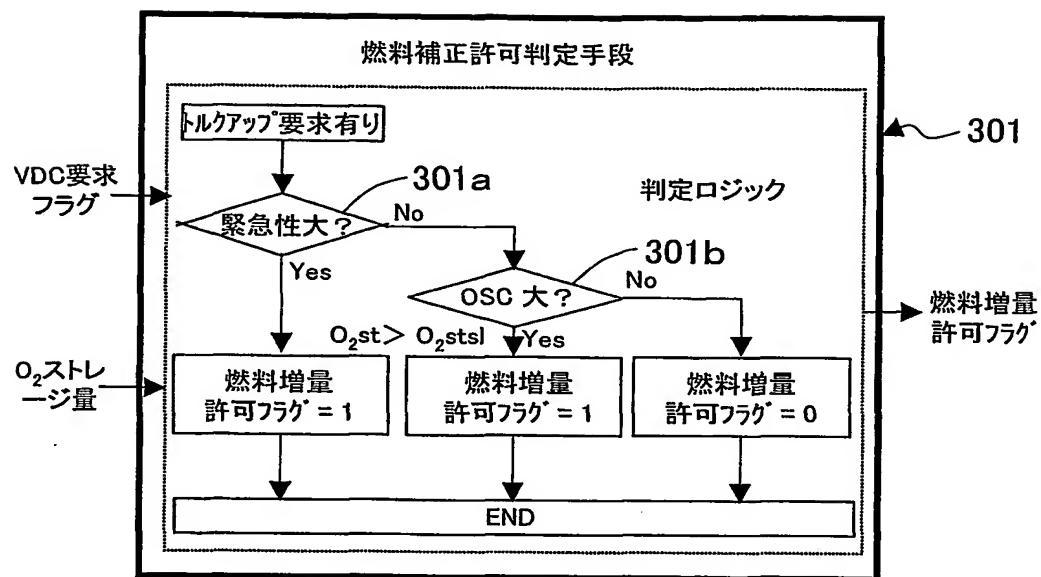 燃料補正許可判定手段
301
トルクアップ要求有り
VDC要求
フラグ
301a
判定ロジック
緊急性大?
No
Yes
301b
OSC 大?
No
燃料増量
許可フラグ
O₂st> O₂stsl
Yes
O₂ストレ
ージ量
燃料増量
許可フラグ = 1
燃料増量
許可フラグ = 1
燃料増量
許可フラグ = 0
END